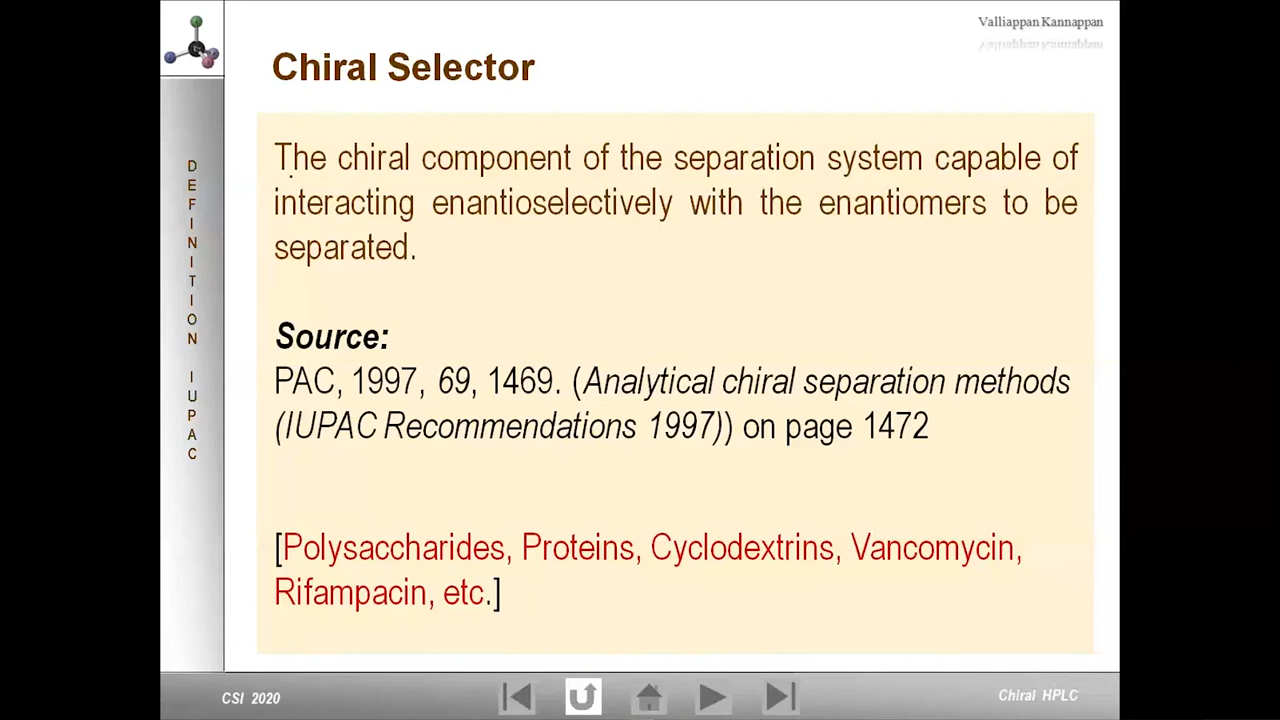 Valliappan Kannappan
Chiral Selector
DEFINITION IUPAC
The chiral component of the separation system capable of
interacting enantioselectively with the enantiomers to be
separated.
Source:
PAC, 1997, 69, 1469. (Analytical chiral separation methods
(IUPAC Recommendations 1997)) on page 1472
[Polysaccharides, Proteins, Cyclodextrins, Vancomycin,
Rifampacin, etc.]
CSI 2020
Chiral HPLC